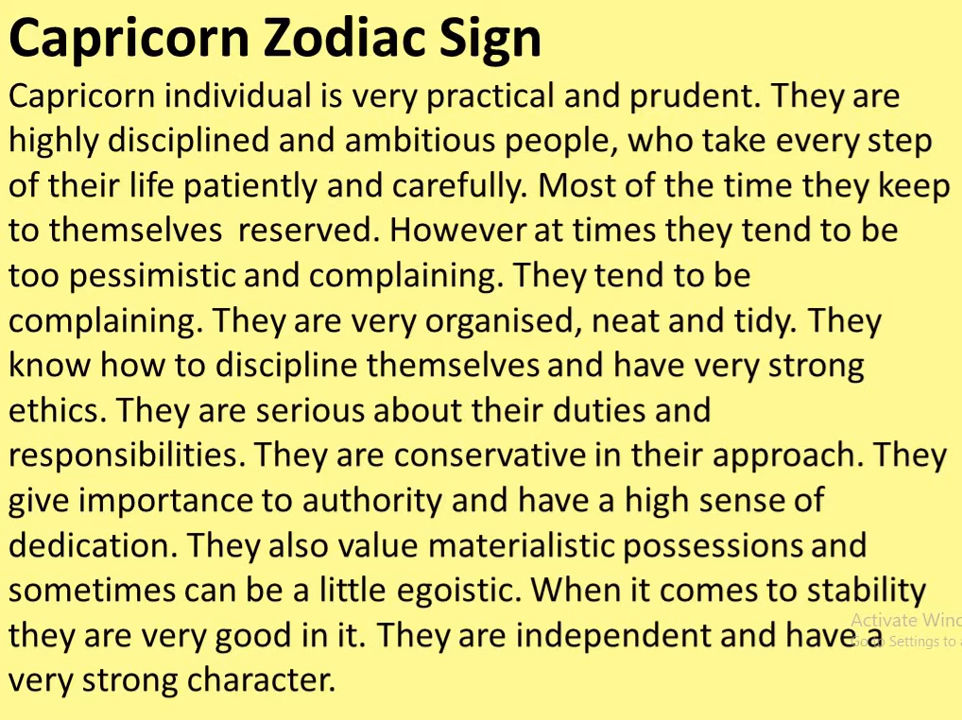 Capricorn Zodiac Sign
Capricorn individual is very practical and prudent. They are
highly disciplined and ambitious people, who take every step
of their life patiently and carefully. Most of the time they keep
to themselves reserved. However at times they tend to be
too pessimistic and complaining. They tend to be
complaining. They are very organised, neat and tidy. They
know how to discipline themselves and have very strong
ethics. They are serious about their duties and
responsibilities. They are conservative in their approach. They
give importance to authority and have a high sense of
dedication. They also value materialistic possessions and
sometimes can be a little egoistic. When it comes to stability
Activate Wind
they are very good in it. They are independent and have a
Settings to
very strong character.